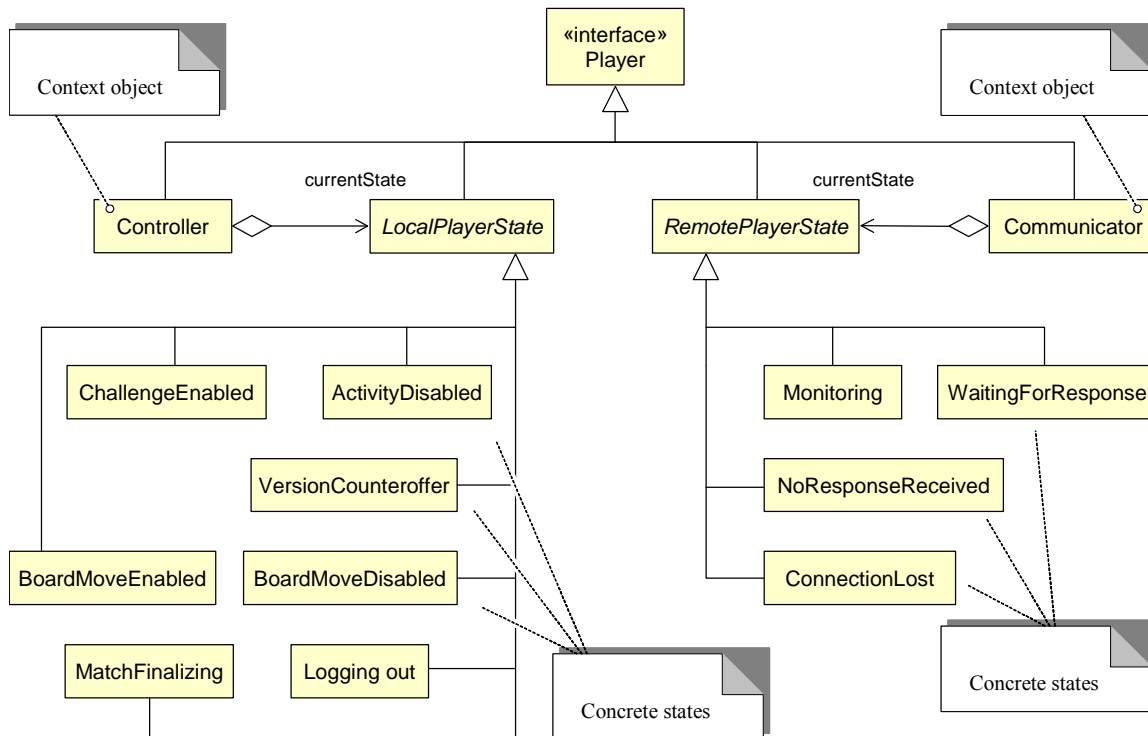 «interface»
Player
Context object
Context object
currentState
currentState
Controller
LocalPlayerState
RemotePlayerState
Communicator
ChallengeEnabled
ActivityDisabled
Monitoring
WaitingForResponse
VersionCounteroffer
NoResponseReceived
BoardMoveEnabled
BoardMoveDisabled
ConnectionLost
MatchFinalizing
Logging out
Concrete states
Concrete states